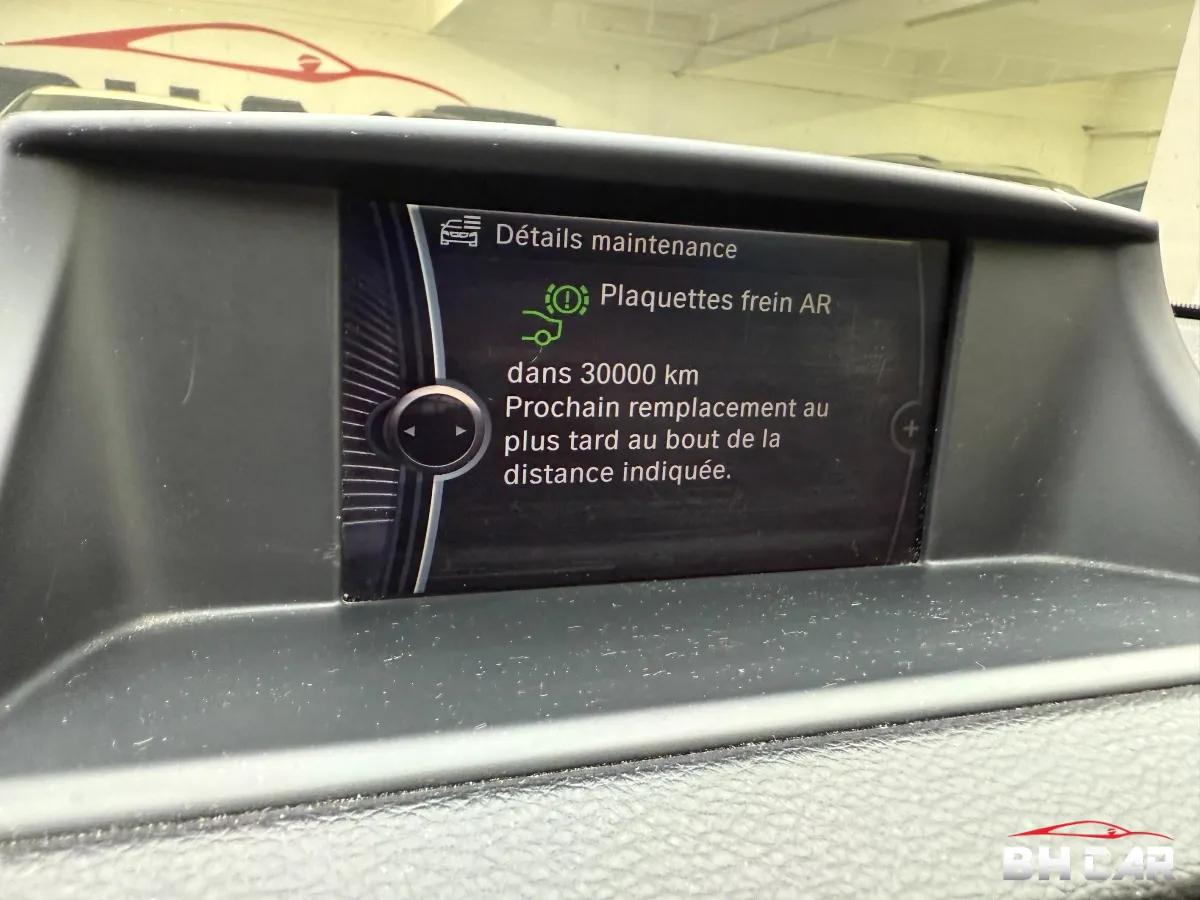 Détails maintenance
Plaquettes frein AR
dans 30000 km
Prochain remplacement au
plus tard au bout de la
distance indiquée.
BH CAR